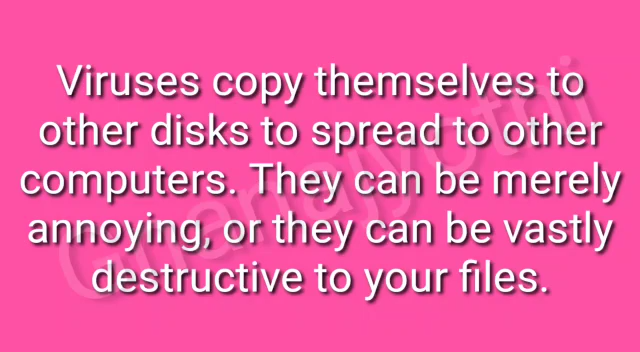 Viruses copy themselves to
other disks to spread to other
computers. They can be merely
annoying, or they can be vastly
destructive to your files.